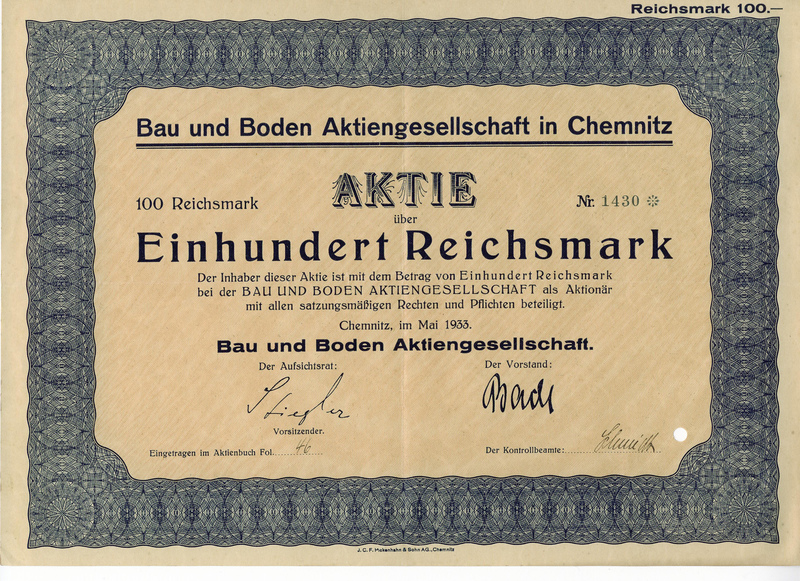 Reichsmark 100.—
Bau und Boden Aktiengesellschaft in Chemnitz
AKTIE
100 Reichsmark
Nr. 1430 ✻
über
Einhundert Reichsmark
Der Inhaber dieser Aktie ist mit dem Betrag von Einhundert Reichsmark
bei der BAU UND BODEN AKTIENGESELLSCHAFT als Aktionär
mit allen satzungsmäßigen Rechten und Pflichten beteiligt.
Chemnitz, im Mai 1933.
Bau und Boden Aktiengesellschaft.
Der Aufsichtsrat:
Der Vorstand:
Stiegler
Vorsitzender.
Eingetragen im Aktienbuch Fol. 46
Der Kontrollbeamte: Schmidt
J. C. F. Pickenhahn & Sohn AG., Chemnitz